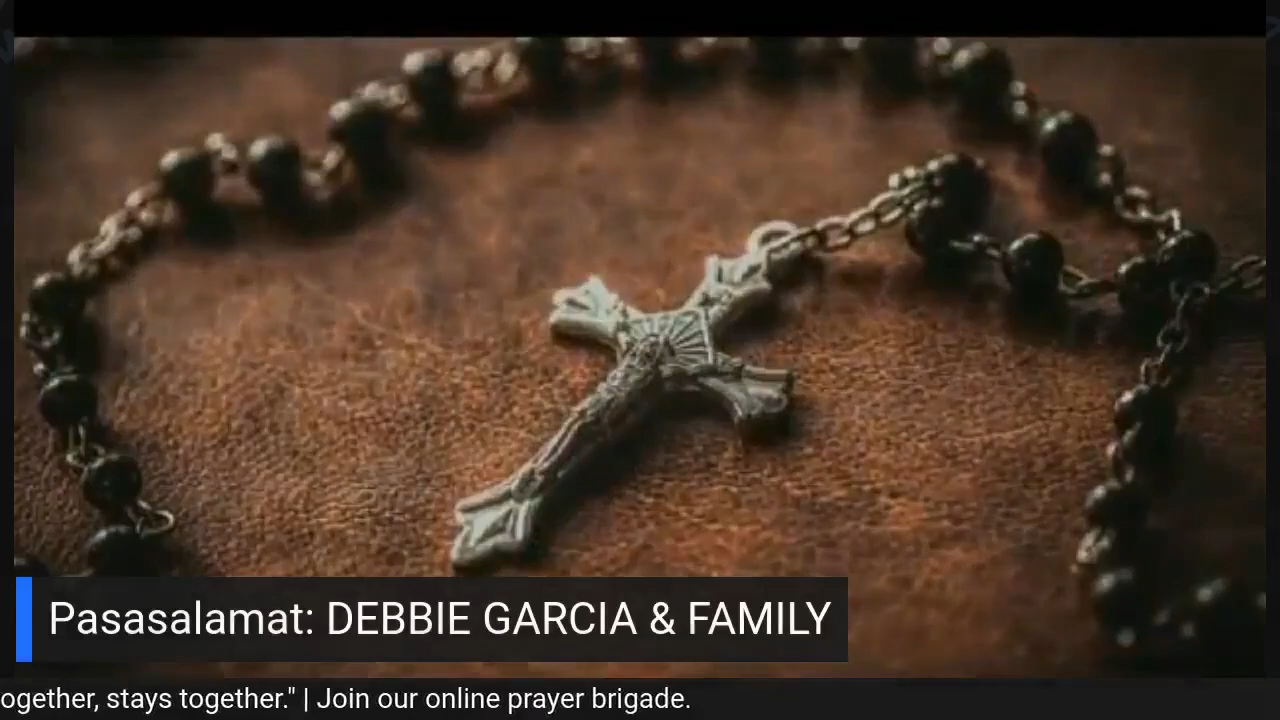 Pasasalamat: DEBBIE GARCIA & FAMILY
ogether, stays together." | Join our online prayer brigade.